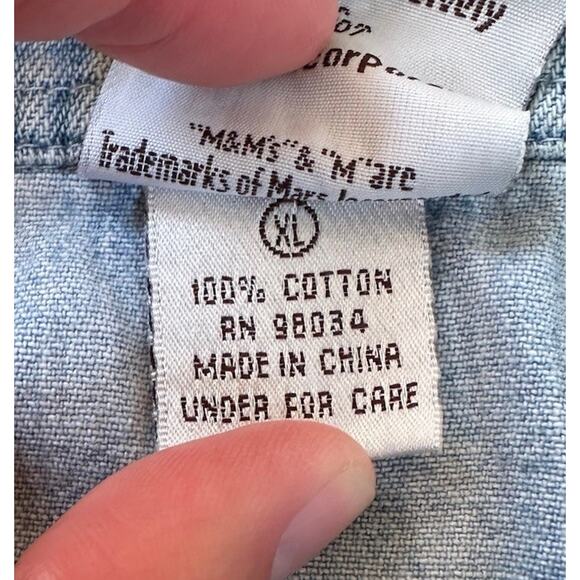 "M&M's" & "M" are
Trademarks of Mars
XL
100% COTTON
RN 98034
MADE IN CHINA
UNDER FOR CARE